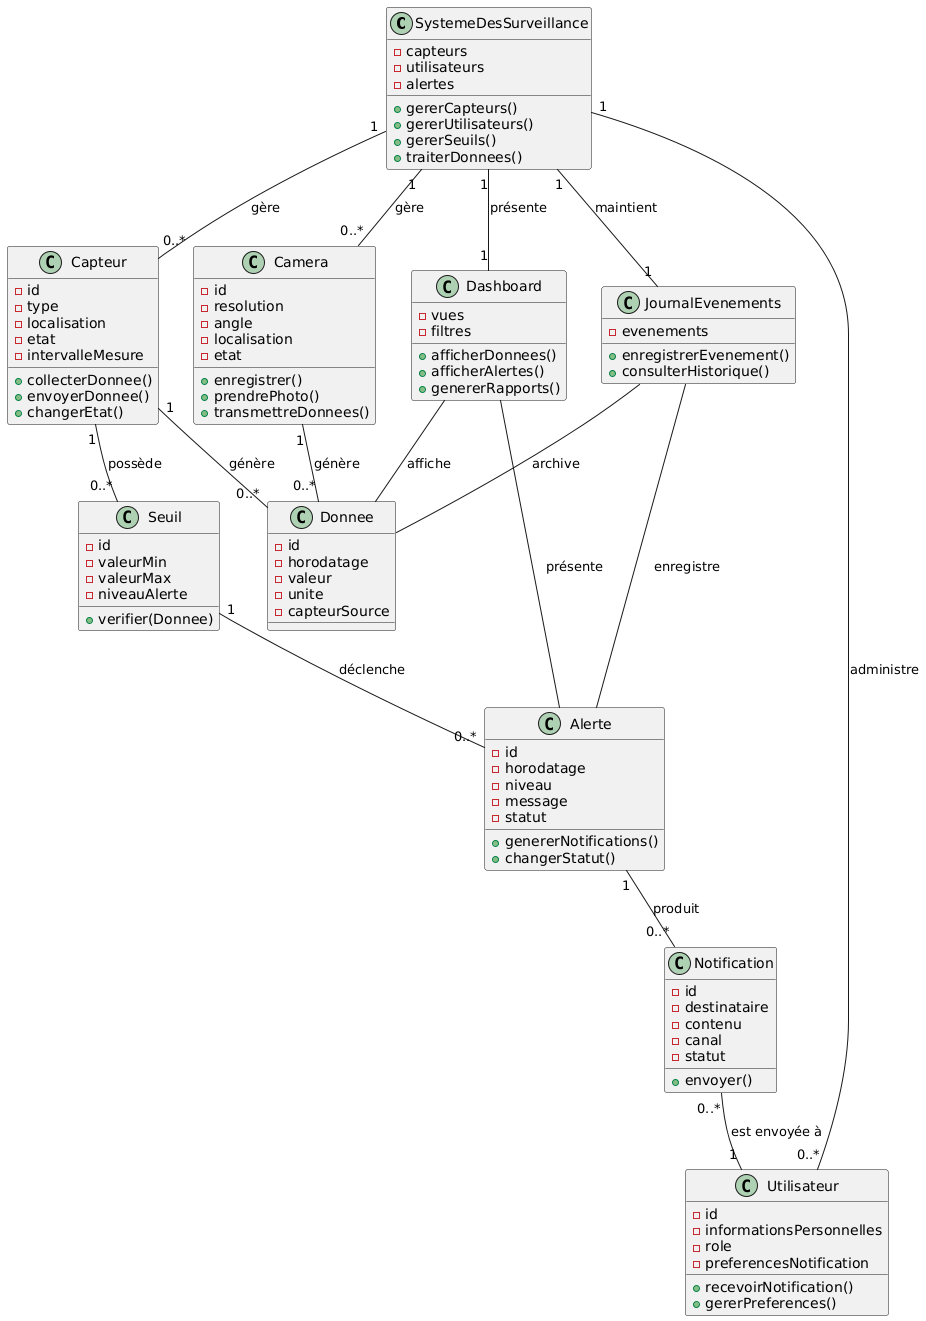 C SystemeDesSurveillance
capteurs
utilisateurs
alertes
gererCapteurs()
gererUtilisateurs()
gererSeuils()
traiterDonnees()
1
1
1
1
1
gère
gère
présente
maintient
0..*
0..*
1
1
C Capteur
id
type
localisation
etat
intervalleMesure
collecterDonnee()
envoyerDonnee()
changerEtat()
C Camera
id
resolution
angle
localisation
etat
enregistrer()
prendrePhoto()
transmettreDonnees()
C Dashboard
vues
filtres
afficherDonnees()
afficherAlertes()
genererRapports()
C JournalEvenements
evenements
enregistrerEvenement()
consulterHistorique()
1
1
1
possède
génère
génère
affiche
archive
0..*
0..*
0..*
C Seuil
id
valeurMin
valeurMax
niveauAlerte
verifier(Donnee)
C Donnee
id
horodatage
valeur
unite
capteurSource
présente
enregistre
1
déclenche
administre
0..*
C Alerte
id
horodatage
niveau
message
statut
genererNotifications()
changerStatut()
1
produit
0..*
C Notification
id
destinataire
contenu
canal
statut
envoyer()
0..*
est envoyée à
1
0..*
C Utilisateur
id
informationsPersonnelles
role
preferencesNotification
recevoirNotification()
gererPreferences()